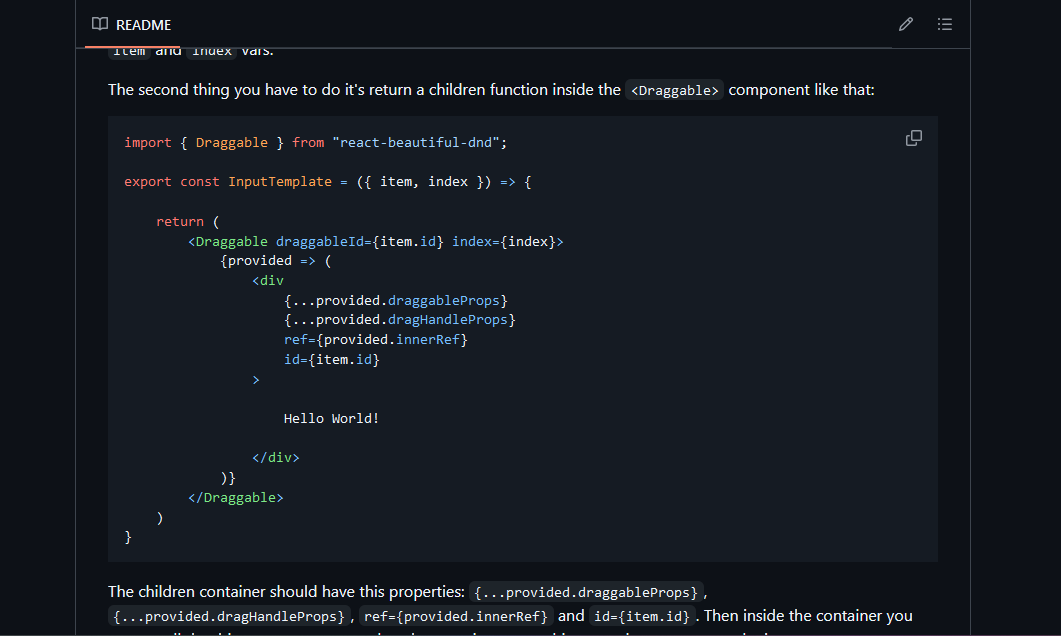 README
item and index vars.
The second thing you have to do it's return a children function inside the <Draggable> component like that:
import { Draggable } from "react-beautiful-dnd";
export const InputTemplate = ({ item, index }) => {
return (
<Draggable draggableId={item.id} index={index}>
{provided => (
<div
{...provided.draggableProps}
{...provided.dragHandleProps}
ref={provided.innerRef}
id={item.id}
>
Hello World!
</div>
)}
</Draggable>
)
}
The children container should have this properties: {...provided.draggableProps},
{...provided.dragHandleProps}, ref={provided.innerRef} and id={item.id}. Then inside the container you